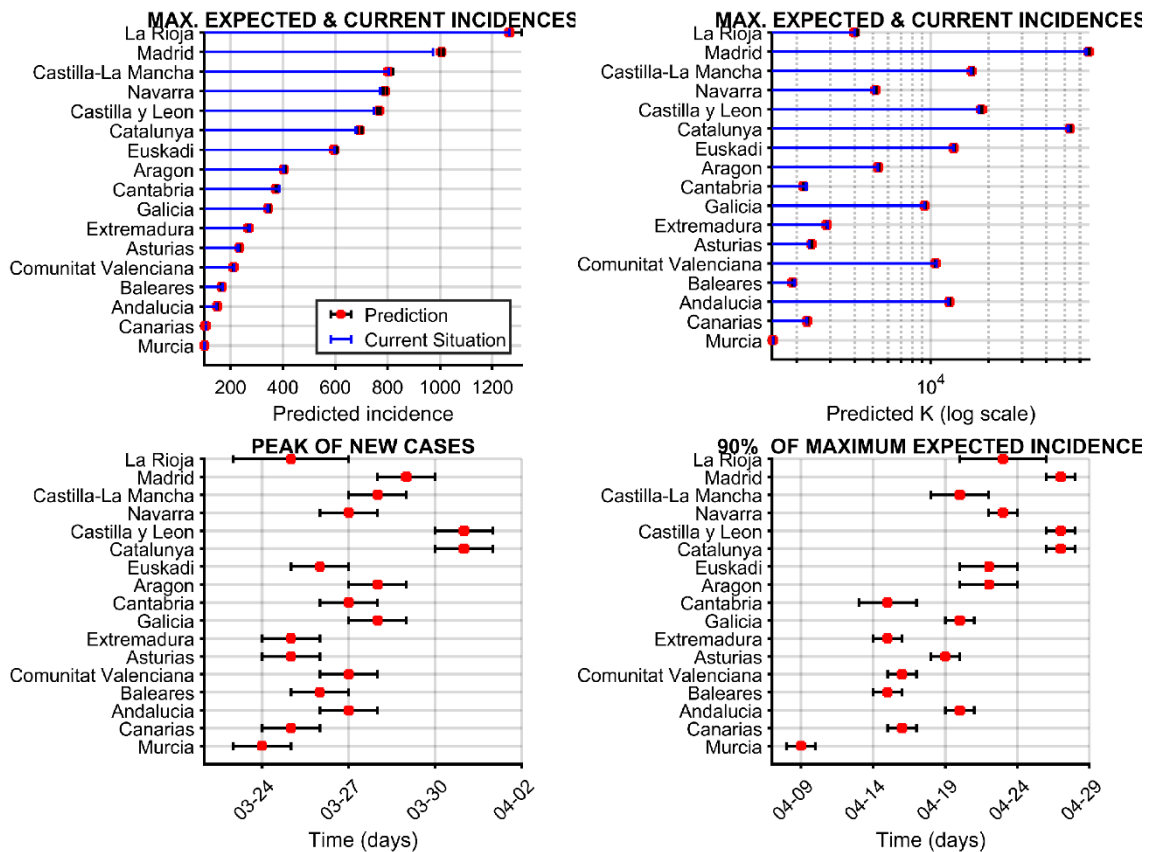 MAX. EXPECTED & CURRENT INCIDENCES
La Rioja
Madrid
Castilla-La Mancha
Navarra
Castilla y Leon
Catalunya
Euskadi
Aragon
Cantabria
Galicia
Extremadura
Asturias
Comunitat Valenciana
Baleares
Andalucia
Canarias
Murcia
Prediction
Current Situation
200 400 600 800 1000 1200
Predicted incidence
MAX. EXPECTED & CURRENT INCIDENCES
La Rioja
Madrid
Castilla-La Mancha
Navarra
Castilla y Leon
Catalunya
Euskadi
Aragon
Cantabria
Galicia
Extremadura
Asturias
Comunitat Valenciana
Baleares
Andalucia
Canarias
Murcia
10⁴
Predicted K (log scale)
PEAK OF NEW CASES
La Rioja
Madrid
Castilla-La Mancha
Navarra
Castilla y Leon
Catalunya
Euskadi
Aragon
Cantabria
Galicia
Extremadura
Asturias
Comunitat Valenciana
Baleares
Andalucia
Canarias
Murcia
03-24 03-27 03-30 04-02
Time (days)
90% OF MAXIMUM EXPECTED INCIDENCE
La Rioja
Madrid
Castilla-La Mancha
Navarra
Castilla y Leon
Catalunya
Euskadi
Aragon
Cantabria
Galicia
Extremadura
Asturias
Comunitat Valenciana
Baleares
Andalucia
Canarias
Murcia
04-09 04-14 04-19 04-24 04-29
Time (days)